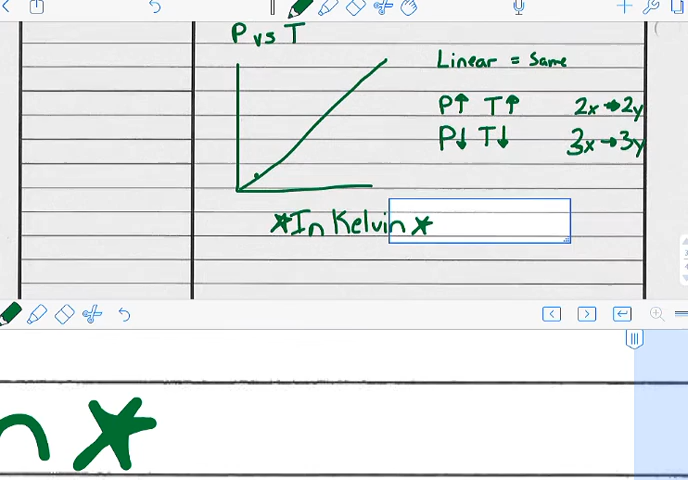 P vs T
Linear = Same
P↑ T↑ 2x → 2y
P↓ T↓ 3x → 3y
*In Kelvin*
n *